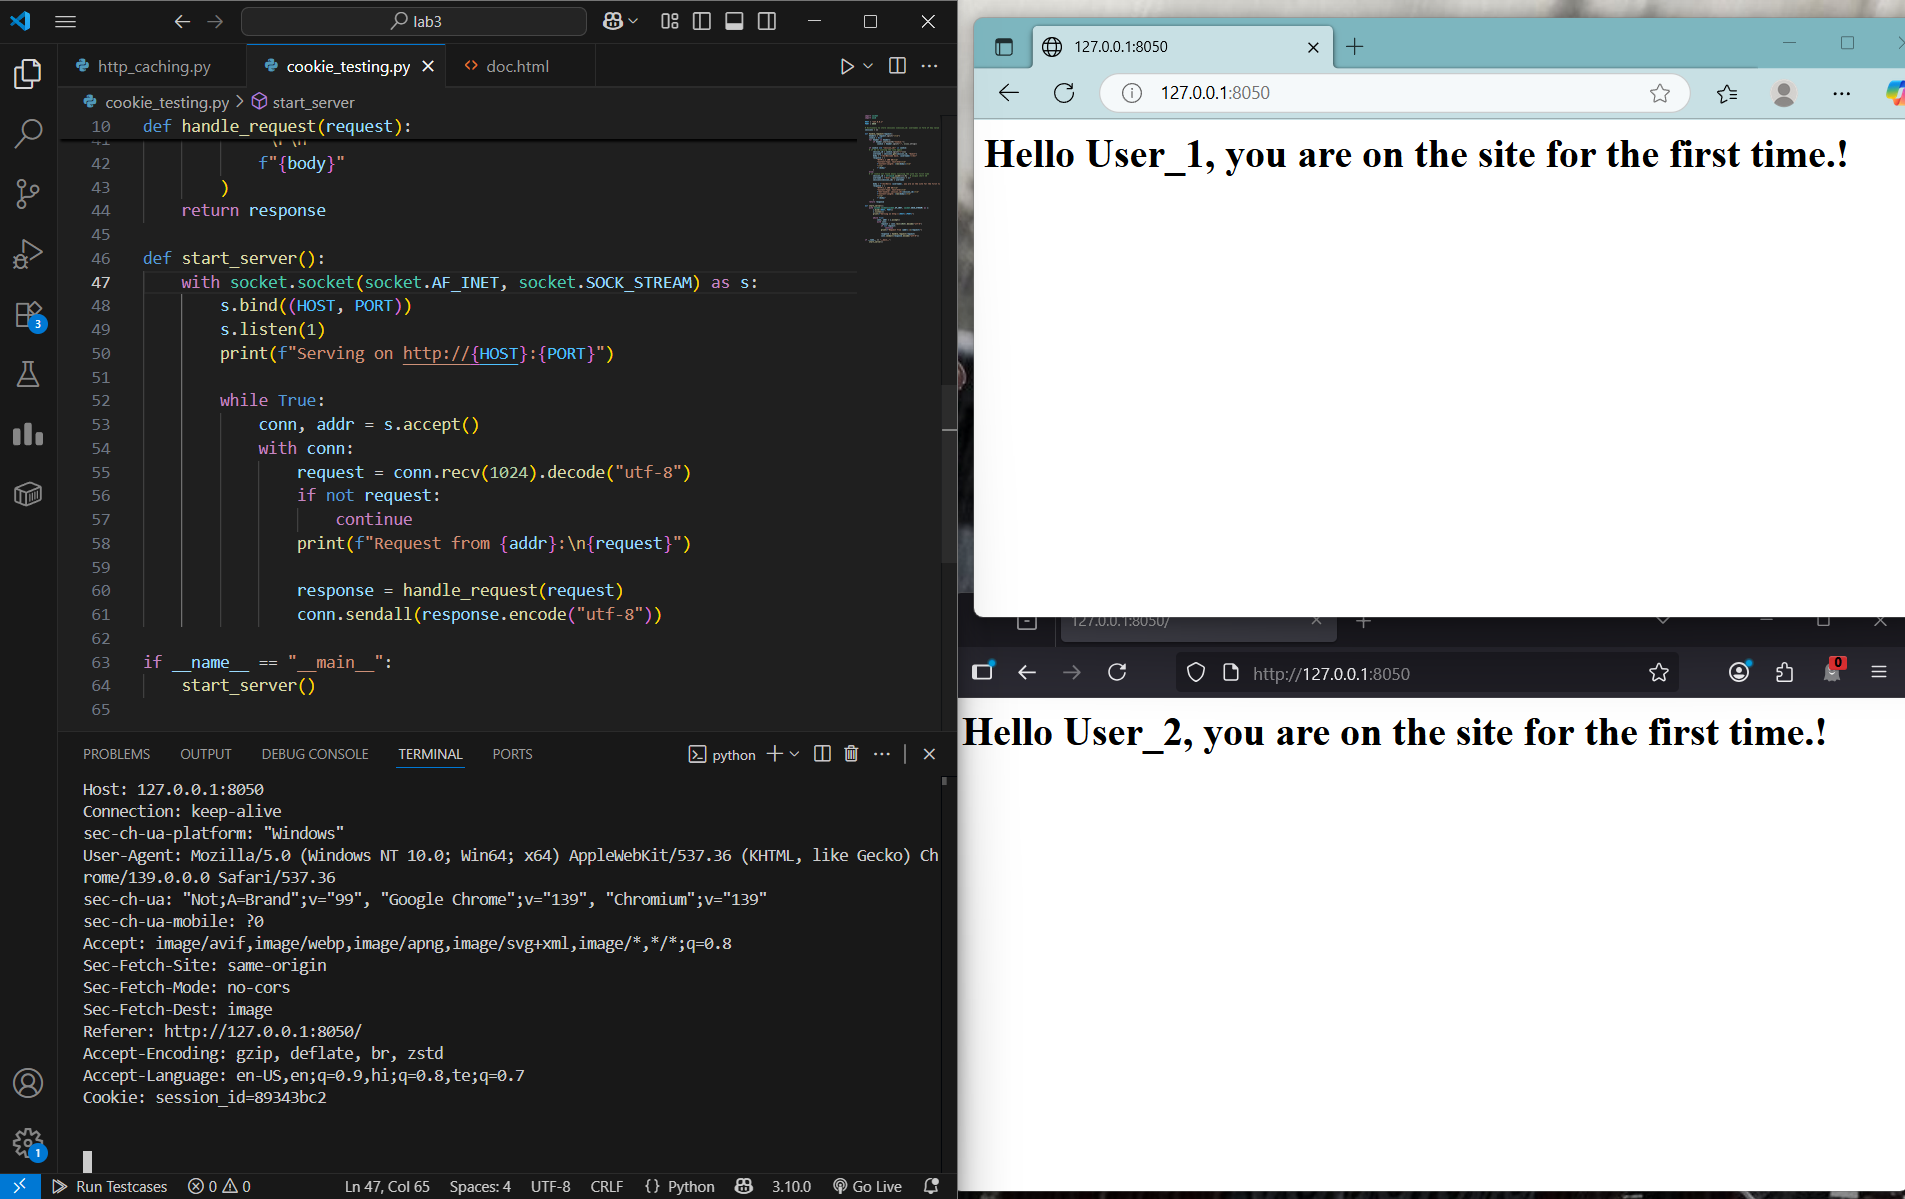 lab3
http_caching.py
cookie_testing.py
doc.html
cookie_testing.py > start_server
10 def handle_request(request):
42 f"{body}"
43 )
44 return response
45
46 def start_server():
47 with socket.socket(socket.AF_INET, socket.SOCK_STREAM) as s:
48 s.bind((HOST, PORT))
49 s.listen(1)
50 print(f"Serving on http://{HOST}:{PORT}")
51
52 while True:
53 conn, addr = s.accept()
54 with conn:
55 request = conn.recv(1024).decode("utf-8")
56 if not request:
57 continue
58 print(f"Request from {addr}:\n{request}")
59
60 response = handle_request(request)
61 conn.sendall(response.encode("utf-8"))
62
63 if __name__ == "__main__":
64 start_server()
65
3
PROBLEMS OUTPUT DEBUG CONSOLE TERMINAL PORTS python
Host: 127.0.0.1:8050
Connection: keep-alive
sec-ch-ua-platform: "Windows"
User-Agent: Mozilla/5.0 (Windows NT 10.0; Win64; x64) AppleWebKit/537.36 (KHTML, like Gecko) Ch
rome/139.0.0.0 Safari/537.36
sec-ch-ua: "Not;A=Brand";v="99", "Google Chrome";v="139", "Chromium";v="139"
sec-ch-ua-mobile: ?0
Accept: image/avif,image/webp,image/apng,image/svg+xml,image/*,*/*;q=0.8
Sec-Fetch-Site: same-origin
Sec-Fetch-Mode: no-cors
Sec-Fetch-Dest: image
Referer: http://127.0.0.1:8050/
Accept-Encoding: gzip, deflate, br, zstd
Accept-Language: en-US,en;q=0.9,hi;q=0.8,te;q=0.7
Cookie: session_id=89343bc2
1
Run Testcases 0 0 Ln 47, Col 65 Spaces: 4 UTF-8 CRLF {} Python 3.10.0 Go Live
127.0.0.1:8050
127.0.0.1:8050
Hello User_1, you are on the site for the first time.!
127.0.0.1:8050/
http://127.0.0.1:8050
0
Hello User_2, you are on the site for the first time.!